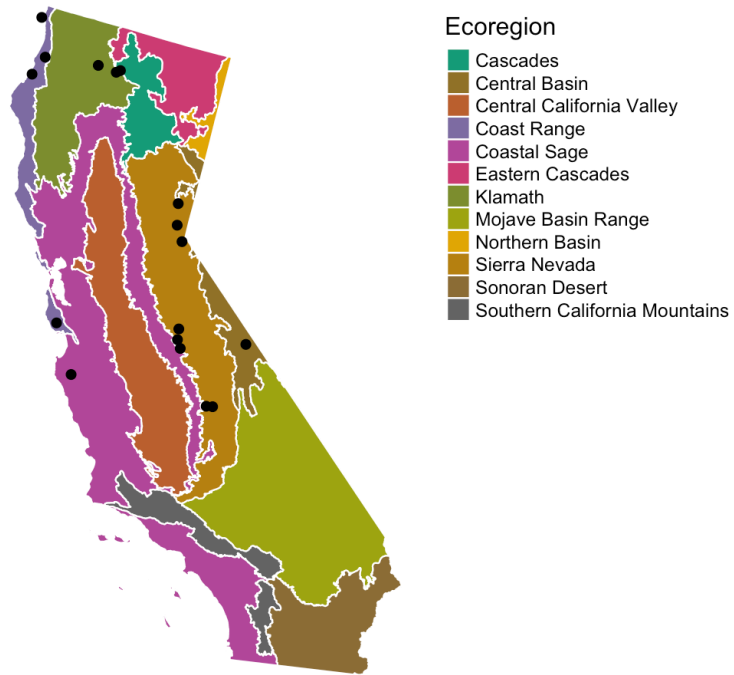 Ecoregion
Cascades
Central Basin
Central California Valley
Coast Range
Coastal Sage
Eastern Cascades
Klamath
Mojave Basin Range
Northern Basin
Sierra Nevada
Sonoran Desert
Southern California Mountains